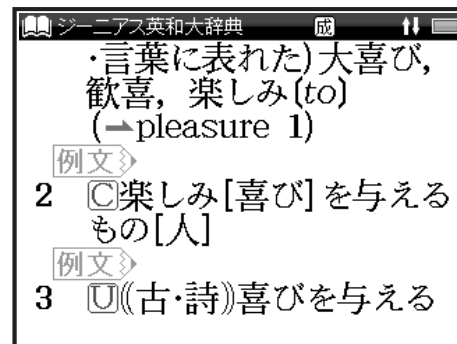 ジーニアス英和大辞典 成
・言葉に表れた)大喜び,
歓喜, 楽しみ(to)
(→pleasure 1)
例文
2 C楽しみ[喜び]を与える
もの[人]
例文
3 U((古・詩))喜びを与える